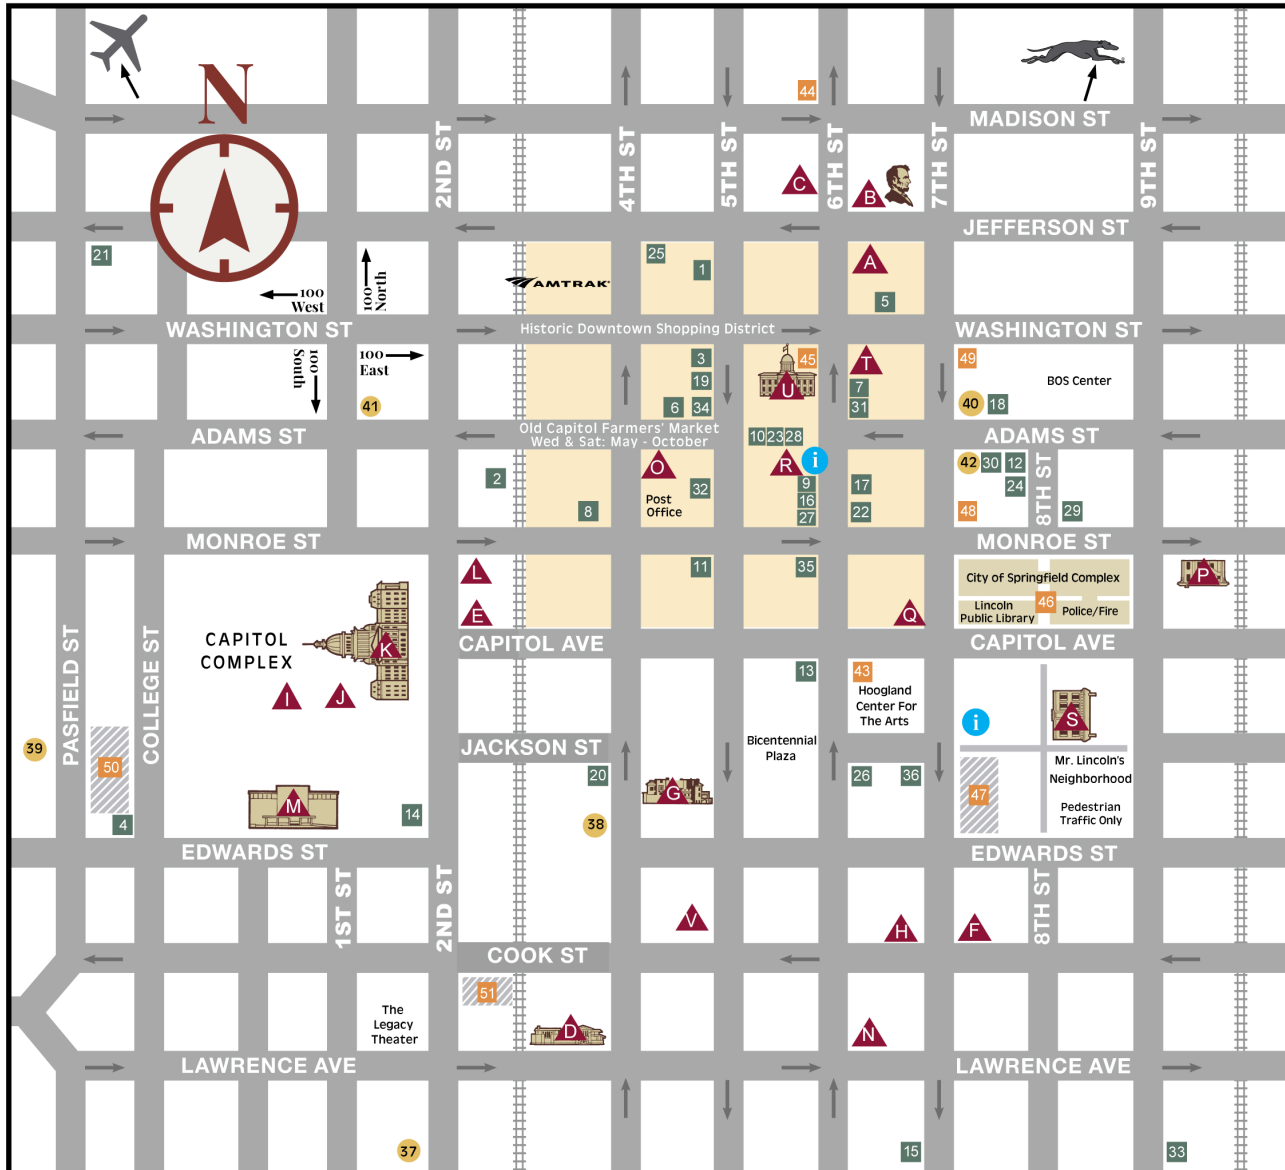 N
44
MADISON ST
2ND ST
4TH ST
5TH ST
6TH ST
7TH ST
9TH ST
C
B
JEFFERSON ST
21
25
1
A
5
100
West
100
North
AMTRAK
WASHINGTON ST
Historic Downtown Shopping District
WASHINGTON ST
100
South
100
East
3
19
6
34
45
U
T
7
31
49
BOS Center
41
40
18
ADAMS ST
Old Capitol Farmers' Market
Wed & Sat: May - October
10
23
28
ADAMS ST
2
O
R
i
42
30
12
24
8TH ST
Post
Office
32
9
16
27
17
22
8
48
29
MONROE ST
MONROE ST
L
E
11
35
Q
City of Springfield Complex
46
Lincoln
Public Library
Police/Fire
P
CAPITOL
COMPLEX
K
I
J
CAPITOL AVE
CAPITOL AVE
PASFIELD ST
COLLEGE ST
13
43
Hoogland
Center For
The Arts
i
S
39
50
JACKSON ST
Bicentennial
Plaza
Mr. Lincoln's
Neighborhood
Pedestrian
Traffic Only
20
26
36
47
M
14
4
G
38
EDWARDS ST
EDWARDS ST
1ST ST
2ND ST
8TH ST
V
H
F
COOK ST
51
The
Legacy
Theater
D
N
LAWRENCE AVE
LAWRENCE AVE
37
15
33